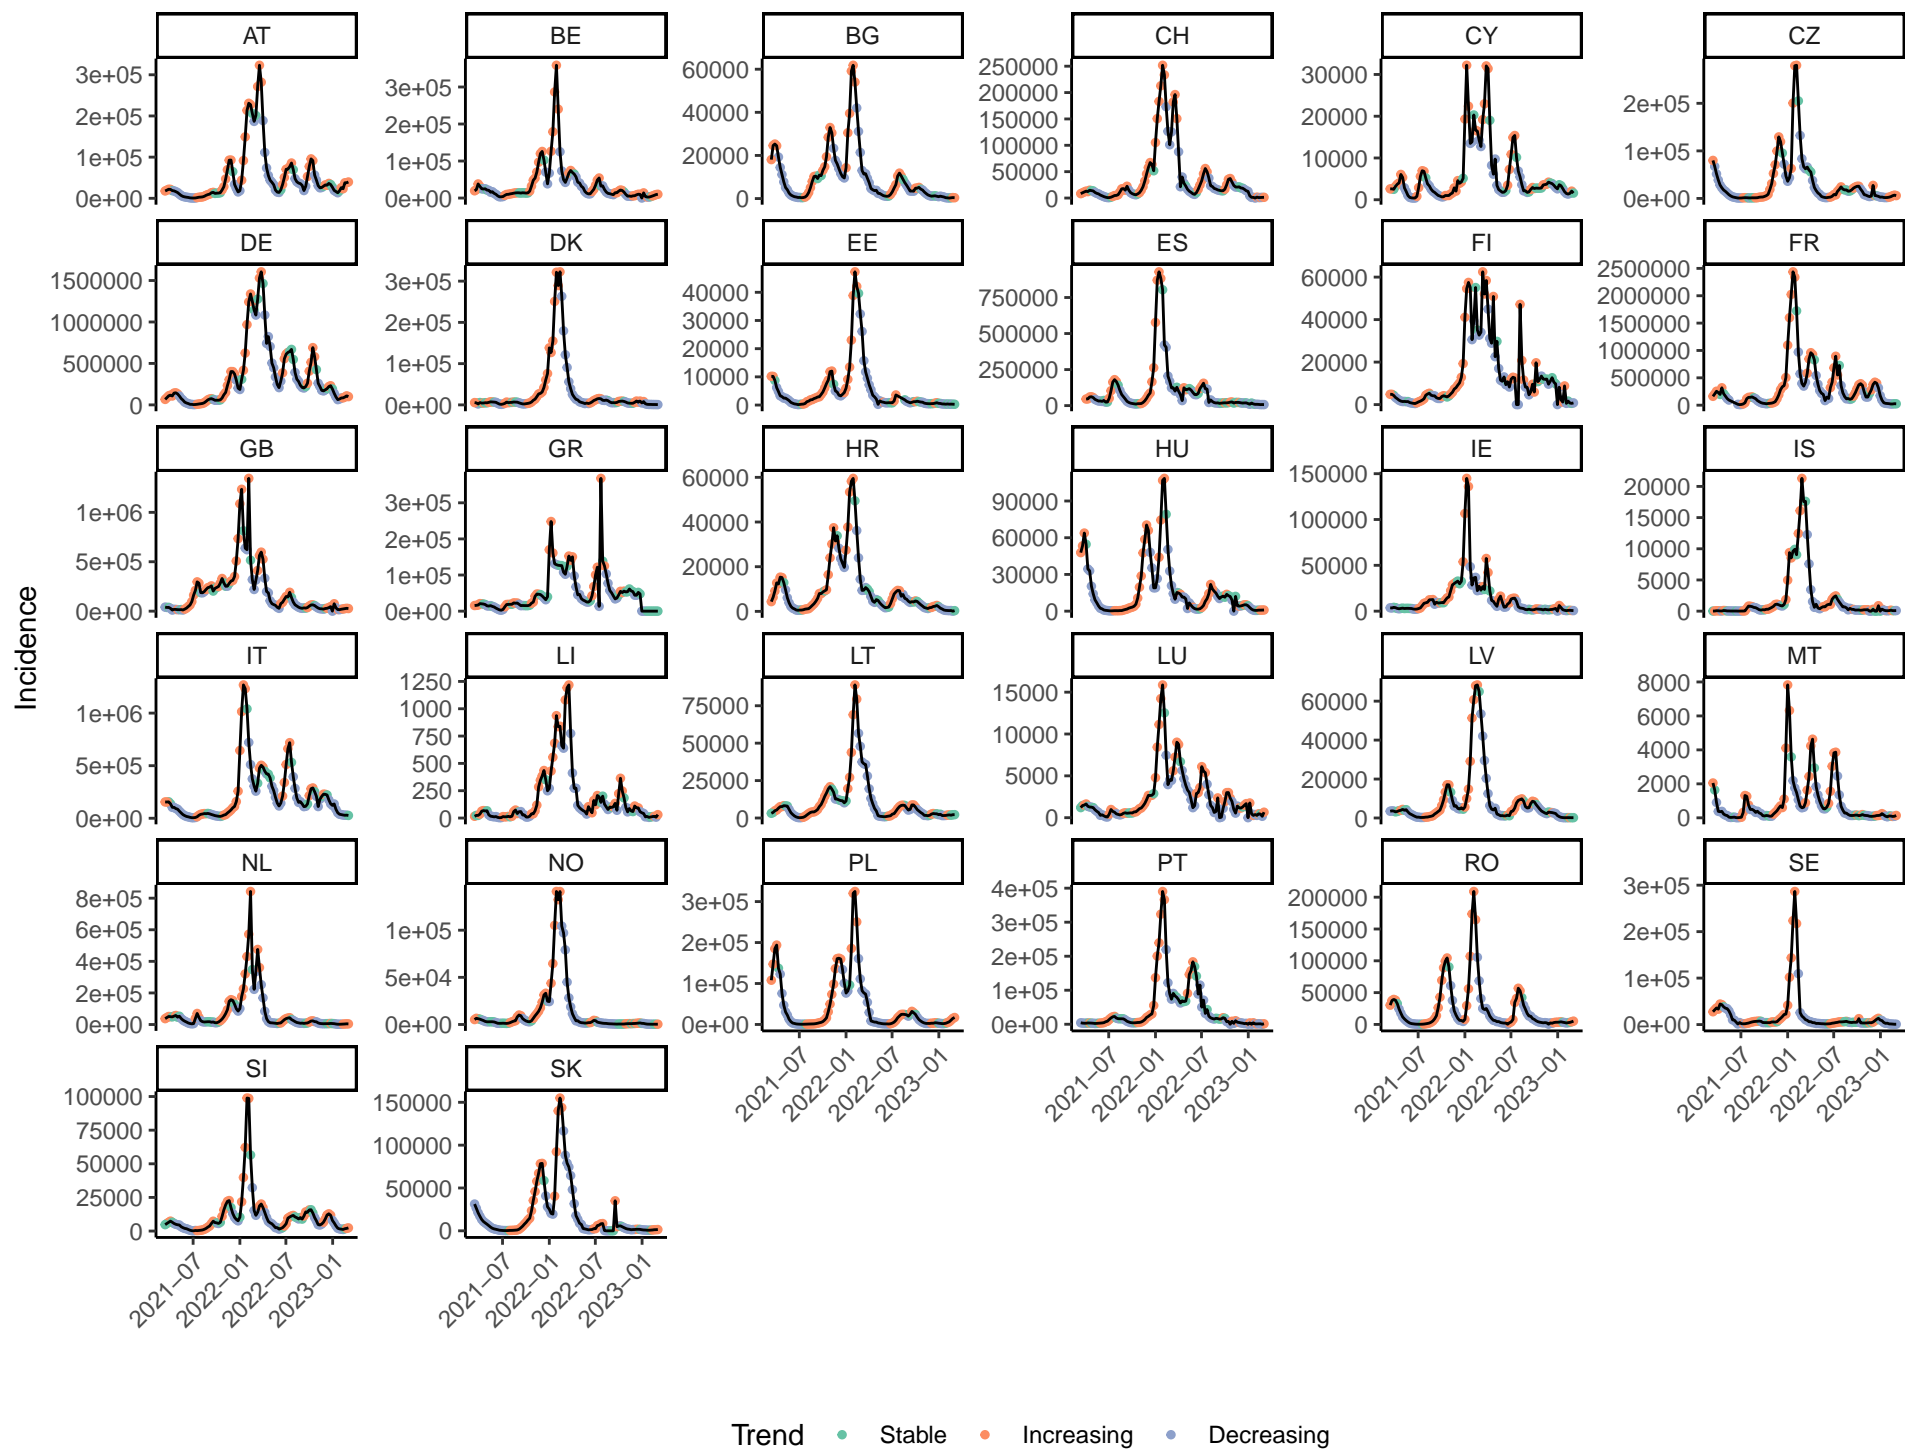 AT BE BG CH CY CZ
3e+05 2e+05 1e+05 0e+00
3e+05 2e+05 1e+05 0e+00
60000 40000 20000 0
250000 200000 150000 100000 50000 0
30000 20000 10000 0
2e+05 1e+05 0e+00
DE DK EE ES FI FR
1500000 1000000 500000 0
3e+05 2e+05 1e+05 0e+00
40000 30000 20000 10000 0
750000 500000 250000 0
60000 40000 20000 0
2500000 2000000 1500000 1000000 500000 0
GB GR HR HU IE IS
1e+06 5e+05 0e+00
3e+05 2e+05 1e+05 0e+00
60000 40000 20000 0
90000 60000 30000 0
150000 100000 50000 0
20000 15000 10000 5000 0
Incidence
IT LI LT LU LV MT
1e+06 5e+05 0e+00
1250 1000 750 500 250 0
75000 50000 25000 0
15000 10000 5000 0
60000 40000 20000 0
8000 6000 4000 2000 0
NL NO PL PT RO SE
8e+05 6e+05 4e+05 2e+05 0e+00
1e+05 5e+04 0e+00
3e+05 2e+05 1e+05 0e+00
4e+05 3e+05 2e+05 1e+05 0e+00
200000 150000 100000 50000 0
3e+05 2e+05 1e+05 0e+00
2021–07 2022–01 2022–07 2023–01
2021–07 2022–01 2022–07 2023–01
2021–07 2022–01 2022–07 2023–01
2021–07 2022–01 2022–07 2023–01
SI SK
100000 75000 50000 25000 0
150000 100000 50000 0
2021–07 2022–01 2022–07 2023–01
2021–07 2022–01 2022–07 2023–01
Trend Stable Increasing Decreasing